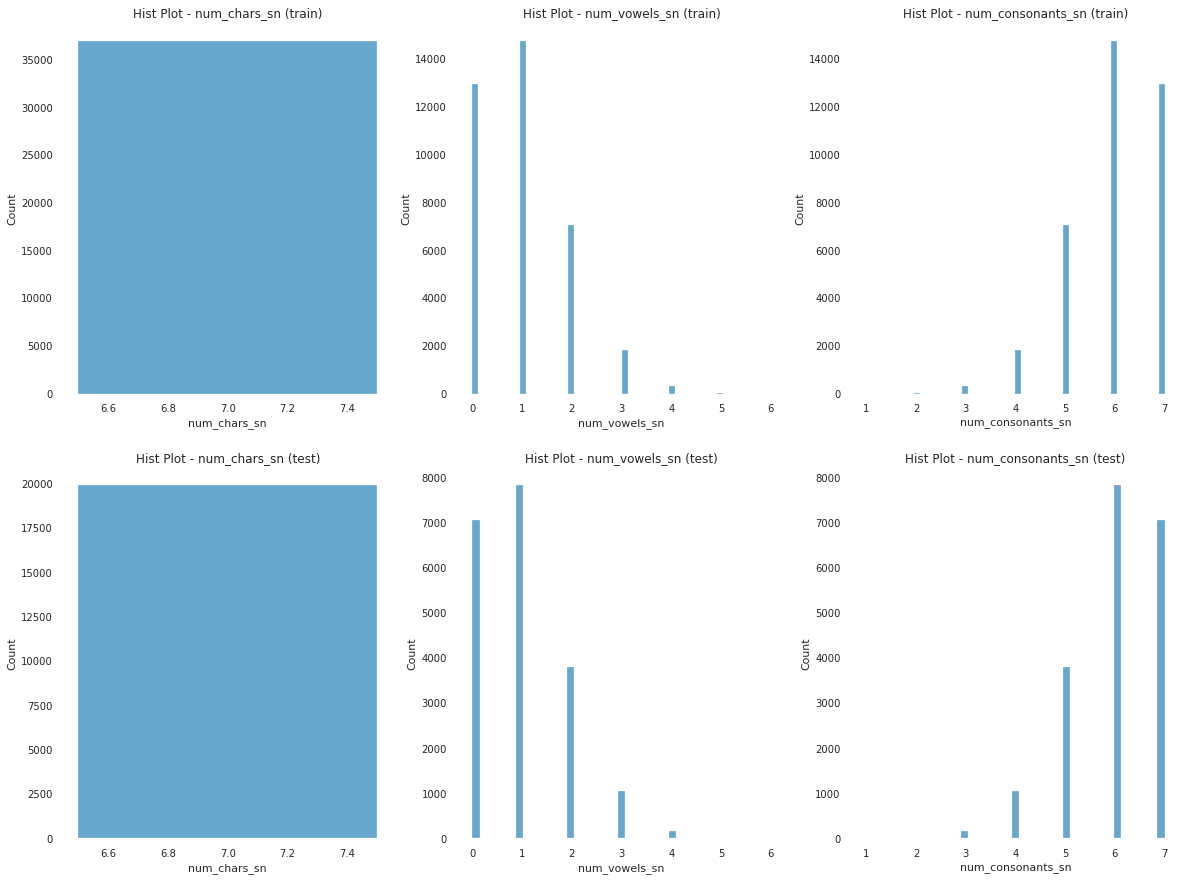 Hist Plot - num_chars_sn (train)
35000
30000
25000
20000
15000
10000
5000
0
Count
6.6 6.8 7.0 7.2 7.4
num_chars_sn
Hist Plot - num_vowels_sn (train)
14000
12000
10000
8000
6000
4000
2000
0
Count
0 1 2 3 4 5 6
num_vowels_sn
Hist Plot - num_consonants_sn (train)
14000
12000
10000
8000
6000
4000
2000
0
Count
1 2 3 4 5 6 7
num_consonants_sn
Hist Plot - num_chars_sn (test)
20000
17500
15000
12500
10000
7500
5000
2500
0
Count
6.6 6.8 7.0 7.2 7.4
num_chars_sn
Hist Plot - num_vowels_sn (test)
8000
7000
6000
5000
4000
3000
2000
1000
0
Count
0 1 2 3 4 5 6
num_vowels_sn
Hist Plot - num_consonants_sn (test)
8000
7000
6000
5000
4000
3000
2000
1000
0
Count
1 2 3 4 5 6 7
num_consonants_sn